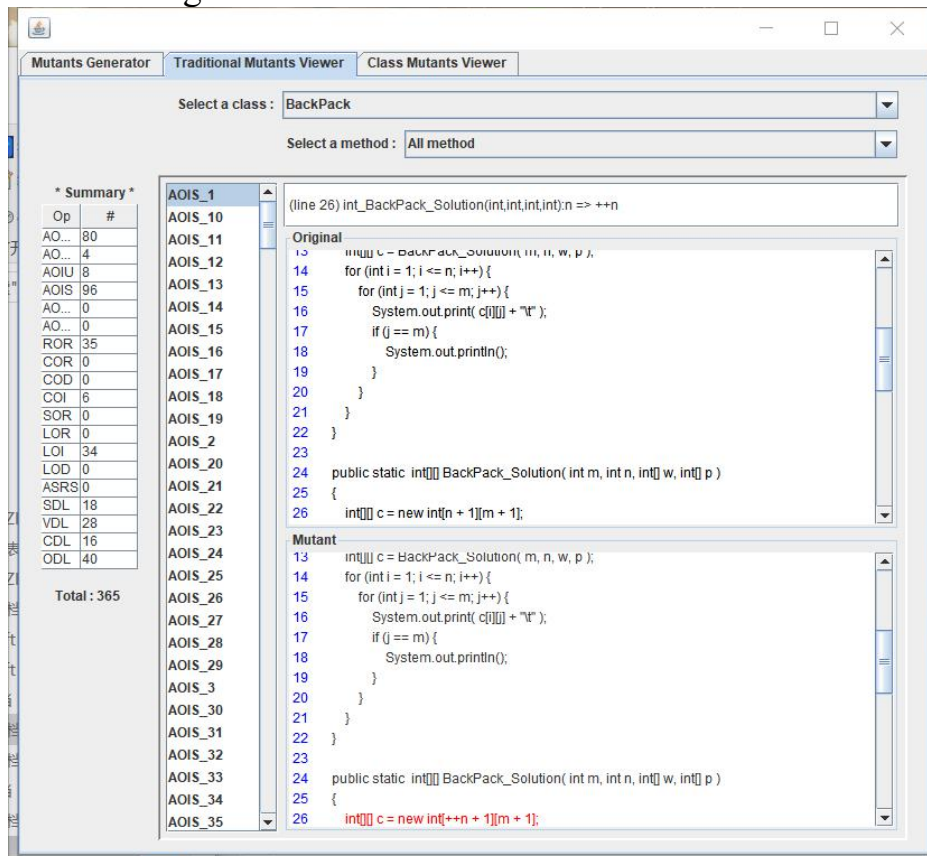 Mutants Generator Traditional Mutants Viewer Class Mutants Viewer
Select a class : BackPack
Select a method : All method
* Summary *
Op #
AO... 80
AO... 4
AOIU 8
AOIS 96
AO... 0
AO... 0
ROR 35
COR 0
COD 0
COI 6
SOR 0
LOR 0
LOI 34
LOD 0
ASRS 0
SDL 18
VDL 28
CDL 16
ODL 40
Total : 365
AOIS_1
AOIS_10
AOIS_11
AOIS_12
AOIS_13
AOIS_14
AOIS_15
AOIS_16
AOIS_17
AOIS_18
AOIS_19
AOIS_2
AOIS_20
AOIS_21
AOIS_22
AOIS_23
AOIS_24
AOIS_25
AOIS_26
AOIS_27
AOIS_28
AOIS_29
AOIS_3
AOIS_30
AOIS_31
AOIS_32
AOIS_33
AOIS_34
AOIS_35
(line 26) int_BackPack_Solution(int,int,int,int):n => ++n
Original
13 int[][] c = BackPack_Solution( m, n, w, p );
14 for (int i = 1; i <= n; i++) {
15 for (int j = 1; j <= m; j++) {
16 System.out.print( c[i][j] + "\t" );
17 if (j == m) {
18 System.out.println();
19 }
20 }
21 }
22 }
23
24 public static int[][] BackPack_Solution( int m, int n, int[] w, int[] p )
25 {
26 int[][] c = new int[n + 1][m + 1];
Mutant
13 int[][] c = BackPack_Solution( m, n, w, p );
14 for (int i = 1; i <= n; i++) {
15 for (int j = 1; j <= m; j++) {
16 System.out.print( c[i][j] + "\t" );
17 if (j == m) {
18 System.out.println();
19 }
20 }
21 }
22 }
23
24 public static int[][] BackPack_Solution( int m, int n, int[] w, int[] p )
25 {
26 int[][] c = new int[++n + 1][m + 1];